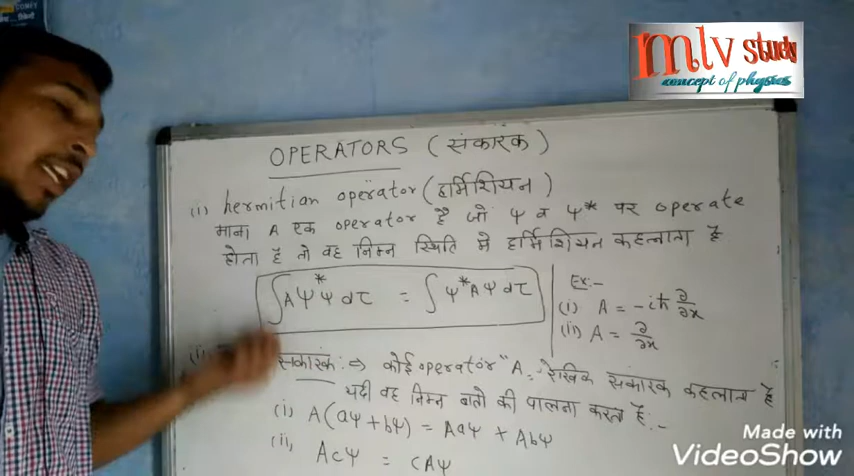 mlv study
concept of physics
OPERATORS (संकारक)
(i) hermitian operator (हर्मिशियन)
माना A एक operator है जो ψ व ψ* पर operate
होता है तो वह निम्न स्थिति मे हर्मिशियन कहलाता है
∫Aψ*ψ dτ = ∫ψ*Aψ dτ
Ex:-
(i) A = -iℏ ∂/∂x
(ii) A = ∂/∂x
संकारक :⇒ कोई operator "A" रेखिक संकारक कहलाता है
यदी वह निम्न बातो की पालना करता है:-
(i) A(aψ + bψ) = Aaψ + Abψ
(ii) Acψ = cAψ
Made with
VideoShow